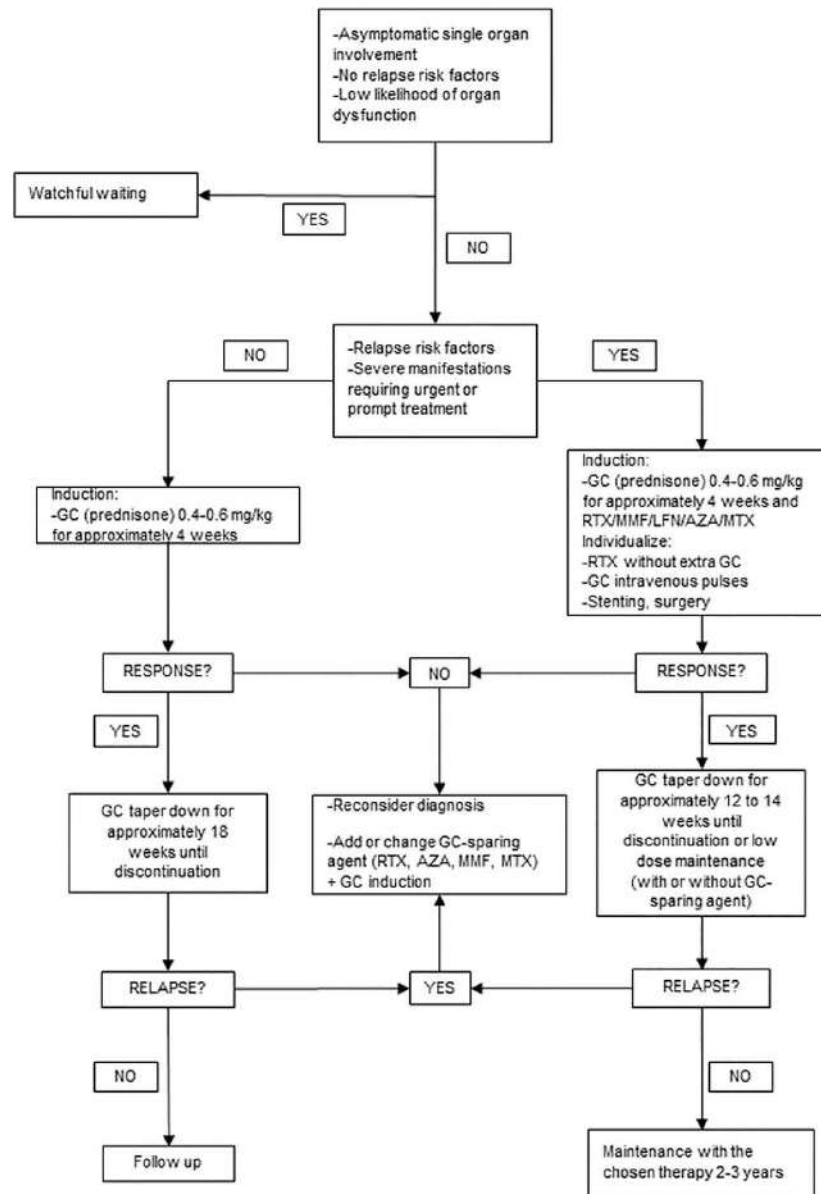 -Asymptomatic single organ
involvement
-No relapse risk factors
-Low likelihood of organ
dysfunction
Watchful waiting
YES
NO
NO
-Relapse risk factors
-Severe manifestations
requiring urgent or
prompt treatment
YES
Induction:
-GC (prednisone) 0.4-0.6 mg/kg
for approximately 4 weeks
Induction:
-GC (prednisone) 0.4-0.6 mg/kg
for approximately 4 weeks and
RTX/MMF/LFN/AZA/MTX
Individualize:
-RTX without extra GC
-GC intravenous pulses
-Stenting, surgery
RESPONSE?
NO
RESPONSE?
YES
YES
GC taper down for
approximately 18
weeks until
discontinuation
-Reconsider diagnosis
-Add or change GC-sparing
agent (RTX, AZA, MMF, MTX)
+ GC induction
GC taper down for
approximately 12 to 14
weeks until
discontinuation or low
dose maintenance
(with or without GC-
sparing agent)
RELAPSE?
YES
RELAPSE?
NO
NO
Follow up
Maintenance with the
chosen therapy 2-3 years